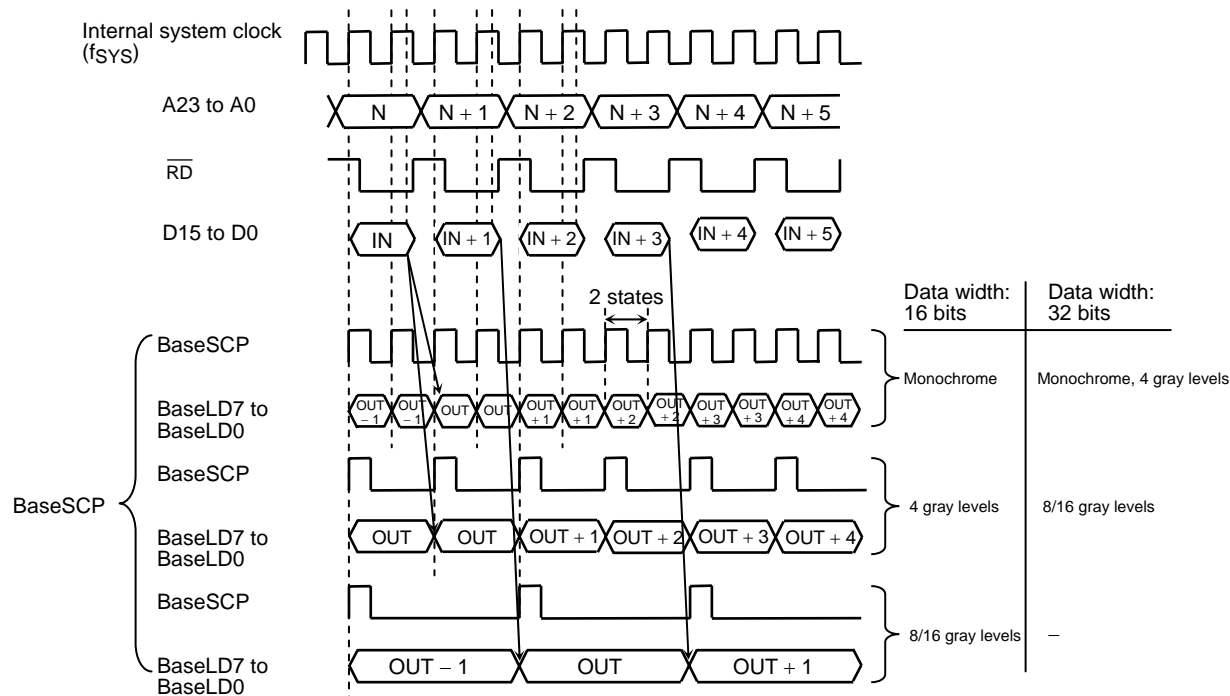 Internal system clock
(fSYS)
A23 to A0
N
N + 1
N + 2
N + 3
N + 4
N + 5
RD
D15 to D0
IN
IN + 1
IN + 2
IN + 3
IN + 4
IN + 5
2 states
Data width:
16 bits
Data width:
32 bits
BaseSCP
BaseSCP
BaseLD7 to
BaseLD0
OUT
– 1
OUT
– 1
OUT
OUT
OUT
+ 1
OUT
+ 1
OUT
+ 2
OUT
+ 2
OUT
+ 3
OUT
+ 3
OUT
+ 4
OUT
+ 4
Monochrome
Monochrome, 4 gray levels
BaseSCP
BaseLD7 to
BaseLD0
OUT
OUT
OUT + 1
OUT + 2
OUT + 3
OUT + 4
4 gray levels
8/16 gray levels
BaseSCP
BaseLD7 to
BaseLD0
OUT – 1
OUT
OUT + 1
8/16 gray levels
–